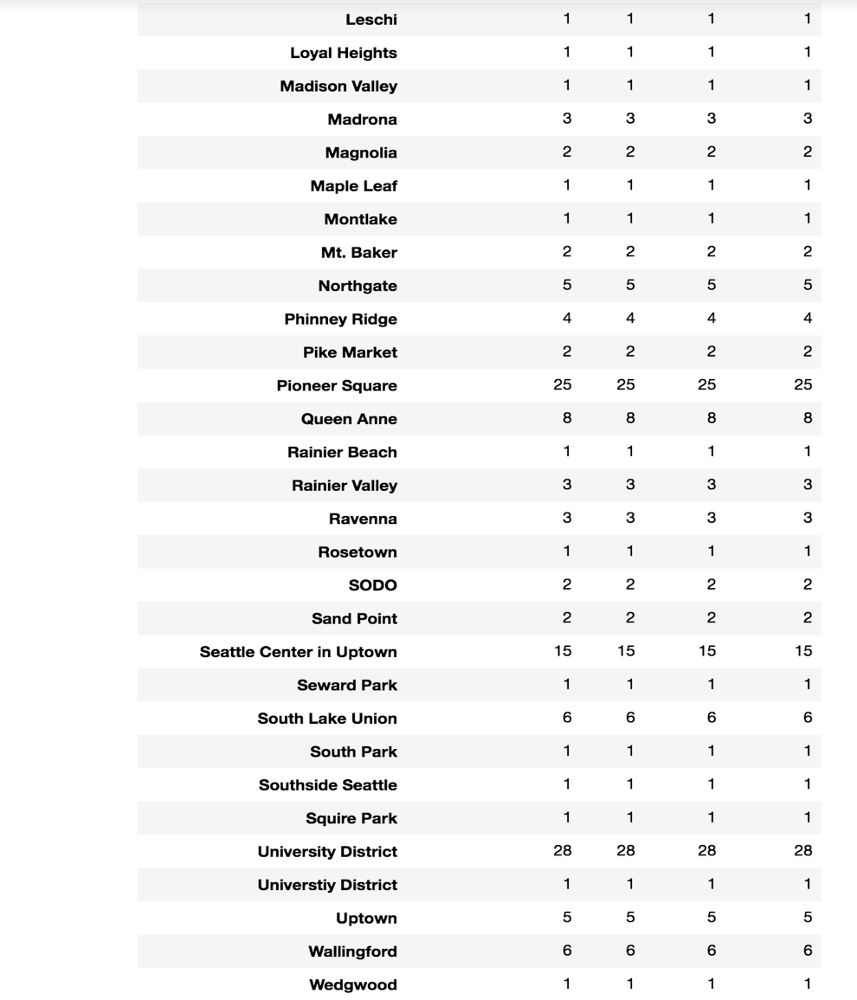 Leschi 1 1 1 1
Loyal Heights 1 1 1 1
Madison Valley 1 1 1 1
Madrona 3 3 3 3
Magnolia 2 2 2 2
Maple Leaf 1 1 1 1
Montlake 1 1 1 1
Mt. Baker 2 2 2 2
Northgate 5 5 5 5
Phinney Ridge 4 4 4 4
Pike Market 2 2 2 2
Pioneer Square 25 25 25 25
Queen Anne 8 8 8 8
Rainier Beach 1 1 1 1
Rainier Valley 3 3 3 3
Ravenna 3 3 3 3
Rosetown 1 1 1 1
SODO 2 2 2 2
Sand Point 2 2 2 2
Seattle Center in Uptown 15 15 15 15
Seward Park 1 1 1 1
South Lake Union 6 6 6 6
South Park 1 1 1 1
Southside Seattle 1 1 1 1
Squire Park 1 1 1 1
University District 28 28 28 28
Universtiy District 1 1 1 1
Uptown 5 5 5 5
Wallingford 6 6 6 6
Wedgwood 1 1 1 1